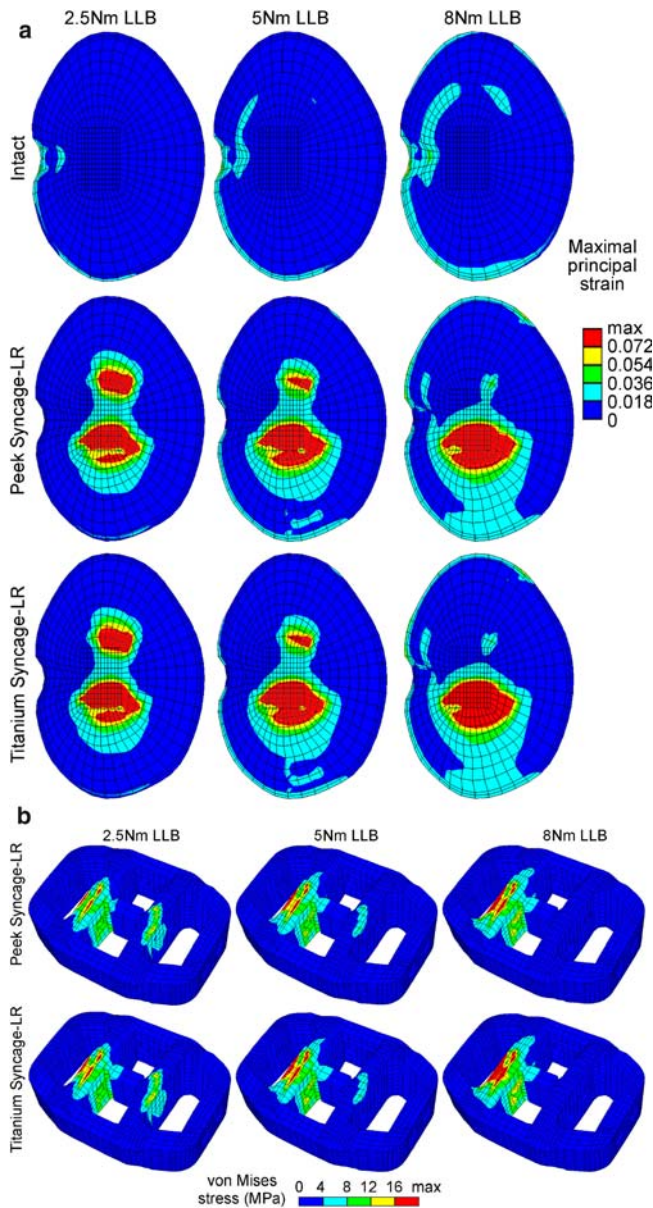 a
2.5Nm LLB 5Nm LLB 8Nm LLB
Intact
Maximal
principal
strain
max
0.072
0.054
0.036
0.018
0
Peek Syncage-LR
Titanium Syncage-LR
b
2.5Nm LLB 5Nm LLB 8Nm LLB
Peek Syncage-LR
Titanium Syncage-LR
von Mises
stress (MPa)
0 4 8 12 16 max